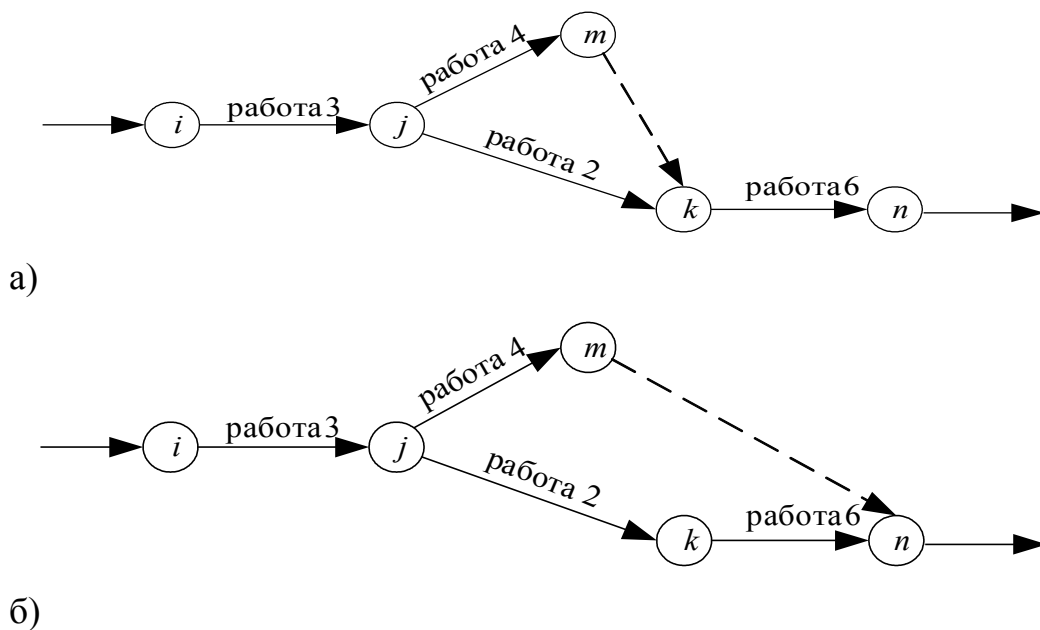 работа 4
m
i
работа 3
j
работа 2
k
работа 6
n
а)
работа 4
m
i
работа 3
j
работа 2
k
работа 6
n
б)